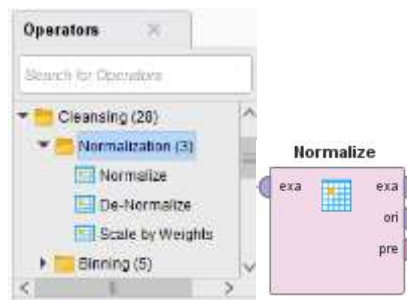 Operators
Search for Operators
Cleansing (28)
Normalization (3)
Normalize
De-Normalize
Scale by Weights
Binning (5)
Normalize
exa exa
ori
pre